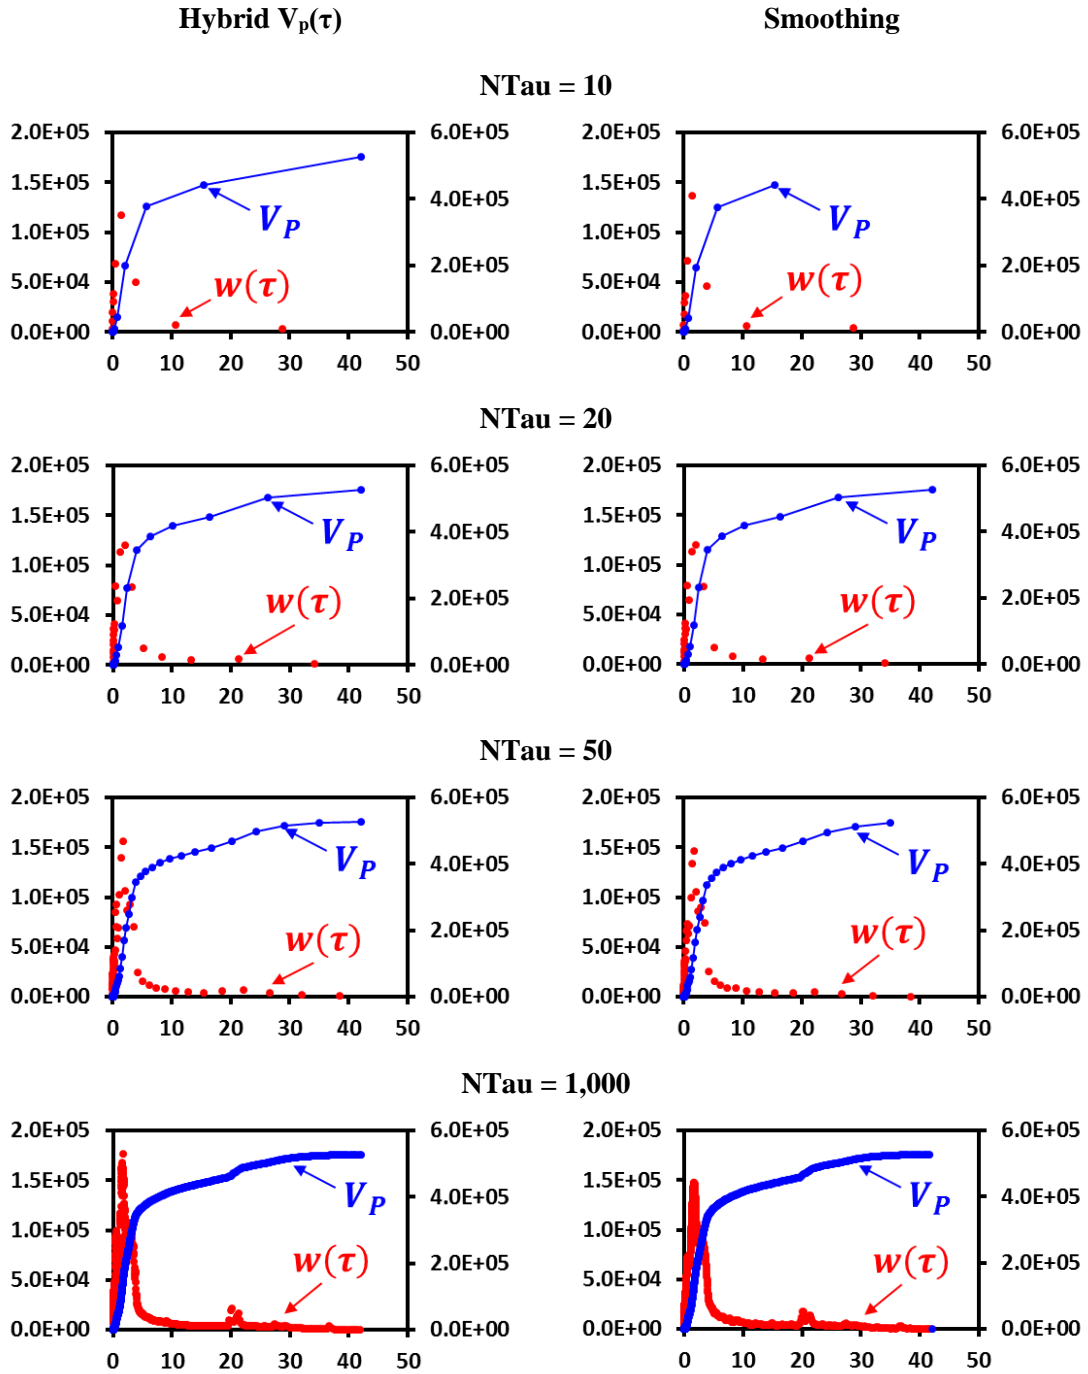 Hybrid Vₚ(τ) Smoothing
NTau = 10
2.0E+05 6.0E+05 2.0E+05 6.0E+05
1.5E+05 4.0E+05 1.5E+05 4.0E+05
V_P V_P
1.0E+05 1.0E+05
w(τ) w(τ)
5.0E+04 2.0E+05 5.0E+04 2.0E+05
0.0E+00 0.0E+00 0.0E+00 0.0E+00
0 10 20 30 40 50 0 10 20 30 40 50
NTau = 20
2.0E+05 6.0E+05 2.0E+05 6.0E+05
1.5E+05 4.0E+05 1.5E+05 4.0E+05
V_P V_P
1.0E+05 1.0E+05
w(τ) w(τ)
5.0E+04 2.0E+05 5.0E+04 2.0E+05
0.0E+00 0.0E+00 0.0E+00 0.0E+00
0 10 20 30 40 50 0 10 20 30 40 50
NTau = 50
2.0E+05 6.0E+05 2.0E+05 6.0E+05
1.5E+05 4.0E+05 1.5E+05 4.0E+05
V_P V_P
1.0E+05 1.0E+05
w(τ) w(τ)
5.0E+04 2.0E+05 5.0E+04 2.0E+05
0.0E+00 0.0E+00 0.0E+00 0.0E+00
0 10 20 30 40 50 0 10 20 30 40 50
NTau = 1,000
2.0E+05 6.0E+05 2.0E+05 6.0E+05
1.5E+05 4.0E+05 1.5E+05 4.0E+05
V_P V_P
1.0E+05 1.0E+05
w(τ) w(τ)
5.0E+04 2.0E+05 5.0E+04 2.0E+05
0.0E+00 0.0E+00 0.0E+00 0.0E+00
0 10 20 30 40 50 0 10 20 30 40 50